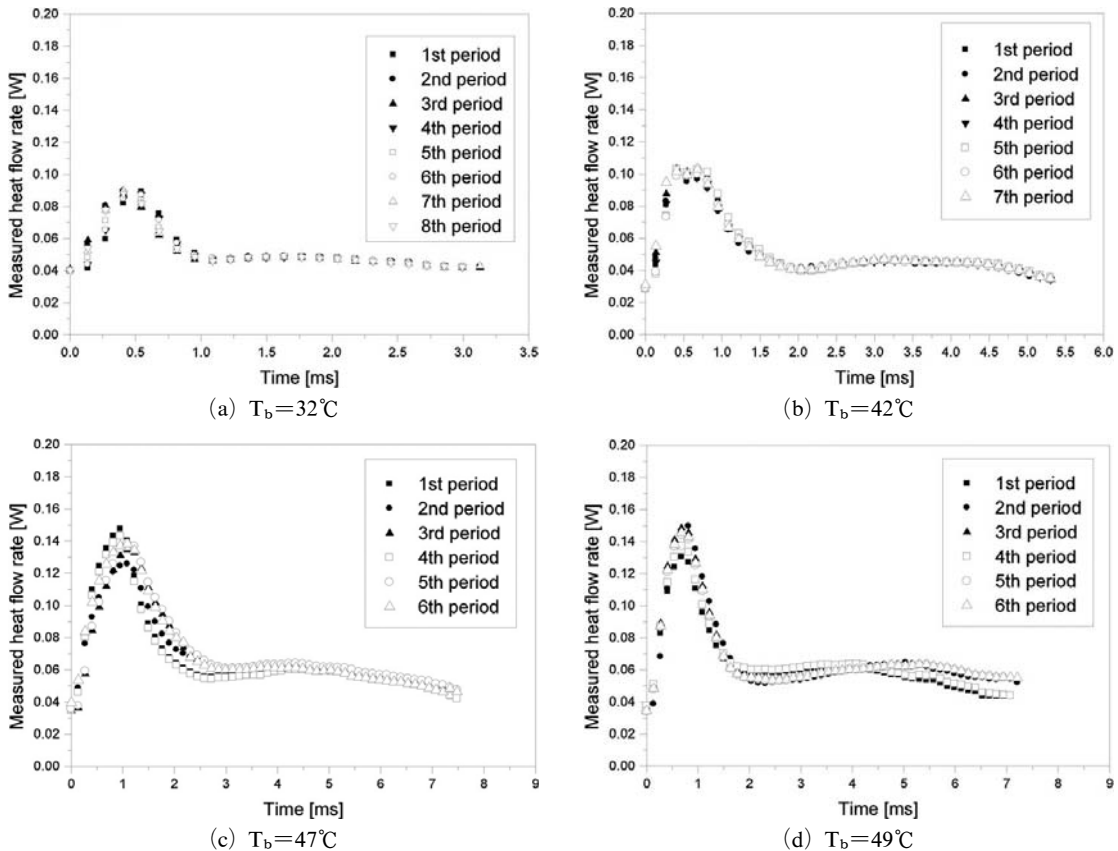 0.20
0.18
0.16
0.14
0.12
0.10
0.08
0.06
0.04
0.02
0.00
Measured heat flow rate [W]
1st period
2nd period
3rd period
4th period
5th period
6th period
7th period
8th period
0.0 0.5 1.0 1.5 2.0 2.5 3.0 3.5
Time [ms]
(a) T_b=32℃
0.20
0.18
0.16
0.14
0.12
0.10
0.08
0.06
0.04
0.02
0.00
Measured heat flow rate [W]
1st period
2nd period
3rd period
4th period
5th period
6th period
7th period
0.0 0.5 1.0 1.5 2.0 2.5 3.0 3.5 4.0 4.5 5.0 5.5 6.0
Time [ms]
(b) T_b=42℃
0.20
0.18
0.16
0.14
0.12
0.10
0.08
0.06
0.04
0.02
0.00
Measured heat flow rate [W]
1st period
2nd period
3rd period
4th period
5th period
6th period
0 1 2 3 4 5 6 7 8 9
Time [ms]
(c) T_b=47℃
0.20
0.18
0.16
0.14
0.12
0.10
0.08
0.06
0.04
0.02
0.00
Measured heat flow rate [W]
1st period
2nd period
3rd period
4th period
5th period
6th period
0 1 2 3 4 5 6 7 8 9
Time [ms]
(d) T_b=49℃